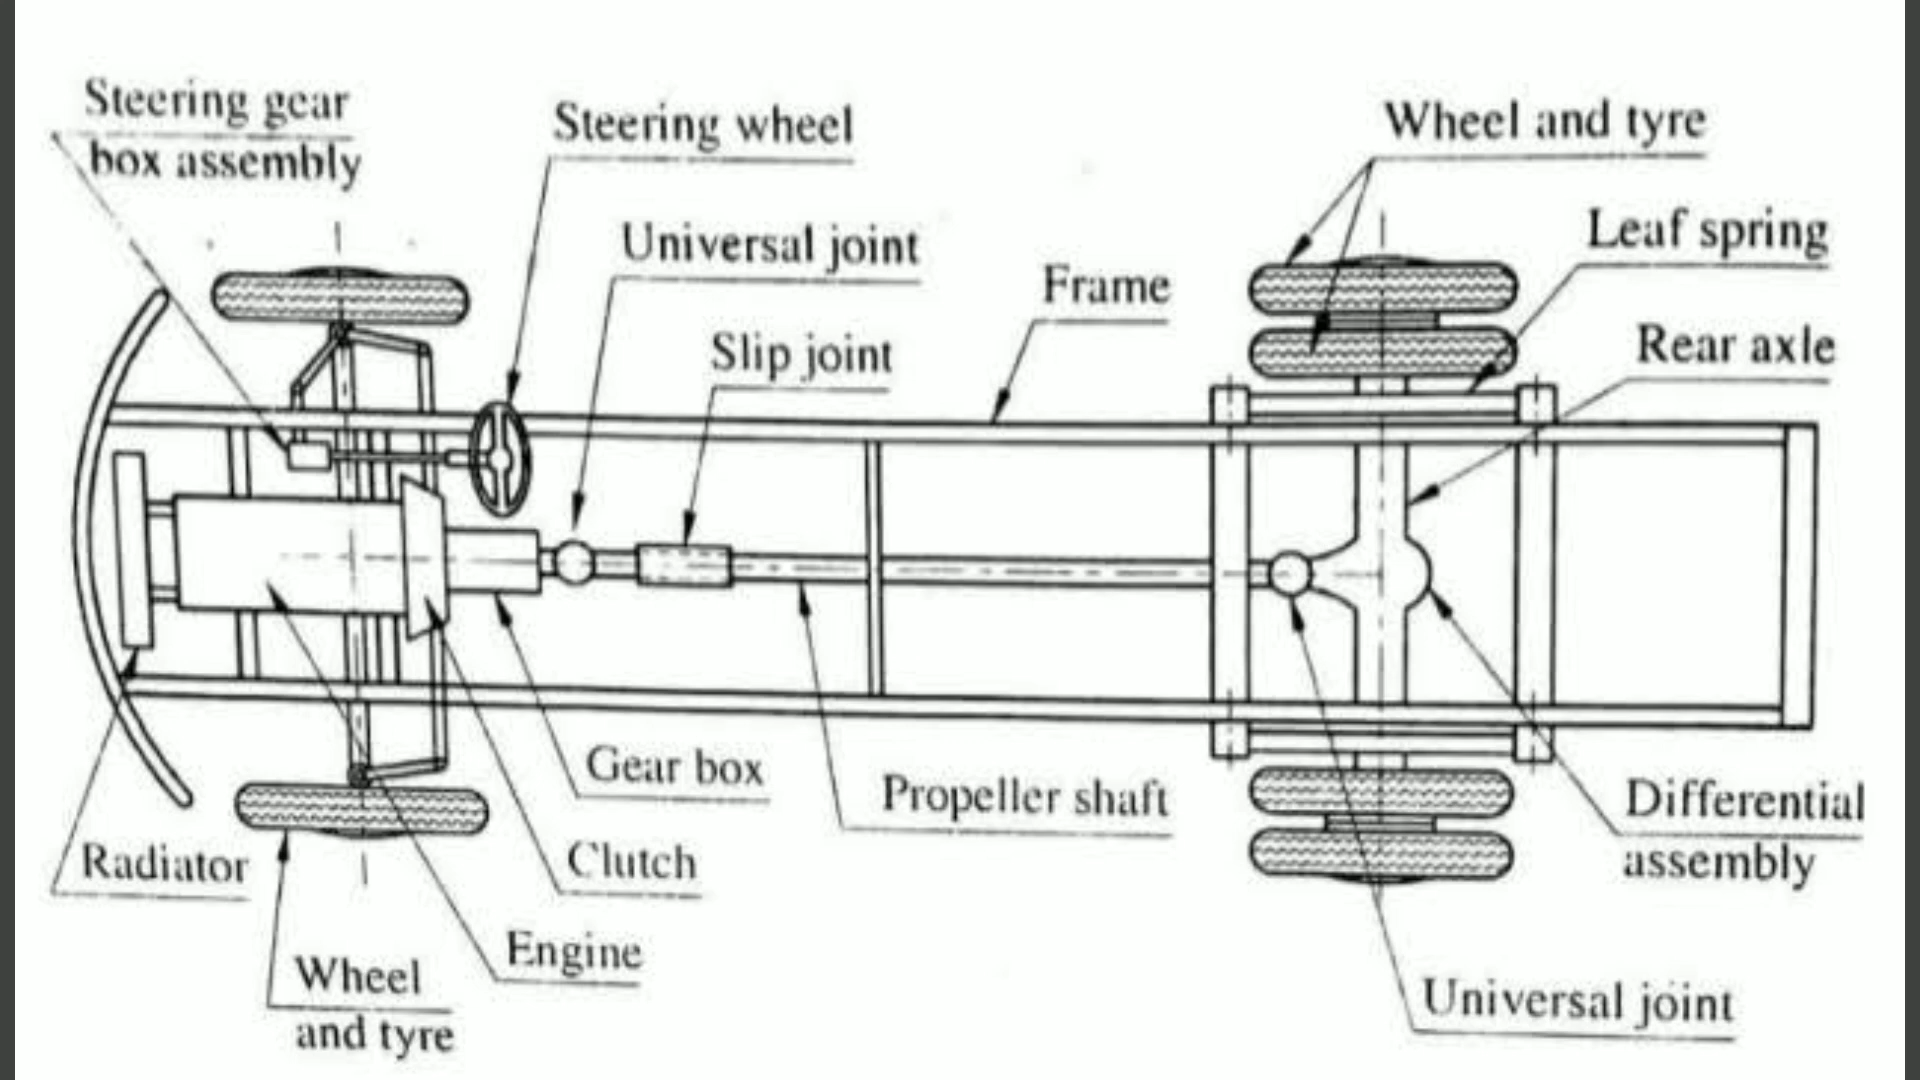 Steering gear
box assembly
Steering wheel
Wheel and tyre
Universal joint
Leaf spring
Frame
Slip joint
Rear axle
Gear box
Propeller shaft
Differential
assembly
Radiator
Clutch
Engine
Wheel
and tyre
Universal joint